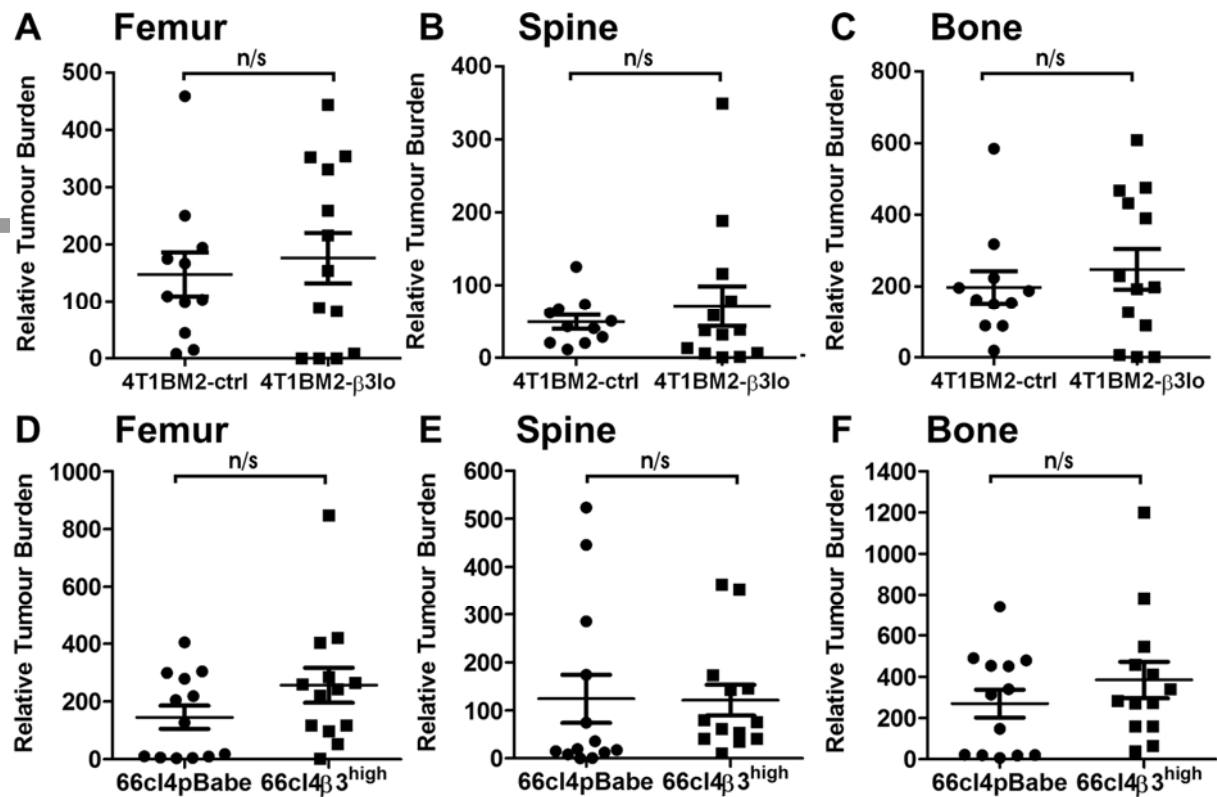 A Femur
n/s
Relative Tumour Burden
500
400
300
200
100
0
4T1BM2-ctrl 4T1BM2-β3lo
B Spine
n/s
Relative Tumour Burden
400
300
200
100
0
4T1BM2-ctrl 4T1BM2-β3lo
C Bone
n/s
Relative Tumour Burden
800
600
400
200
0
4T1BM2-ctrl 4T1BM2-β3lo
D Femur
n/s
Relative Tumour Burden
1000
800
600
400
200
0
66cl4pBabe 66cl4β3high
E Spine
n/s
Relative Tumour Burden
600
500
400
300
200
100
0
66cl4pBabe 66cl4β3high
F Bone
n/s
Relative Tumour Burden
1400
1200
1000
800
600
400
200
0
66cl4pBabe 66cl4β3high